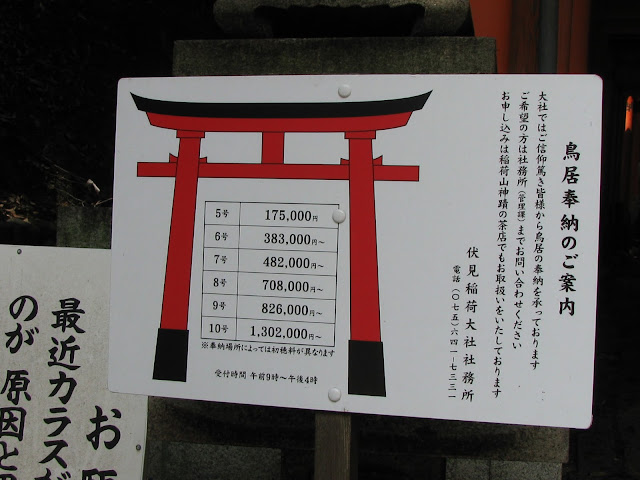 鳥居奉納のご案内
大社ではご信仰篤き皆様から鳥居の奉納を承っております
ご希望の方は社務所(管理課)までお問い合わせください
お申し込みは稲荷山神蹟の茶店でもお取扱いをいたしております
伏見稲荷大社社務所
電話(〇七五)六四一-七三三一
5号 175,000円
6号 383,000円~
7号 482,000円~
8号 708,000円~
9号 826,000円~
10号 1,302,000円~
※奉納場所によっては初穂料が異なります
受付時間 午前9時~午後4時
お
最近カラスが
のが 原因と